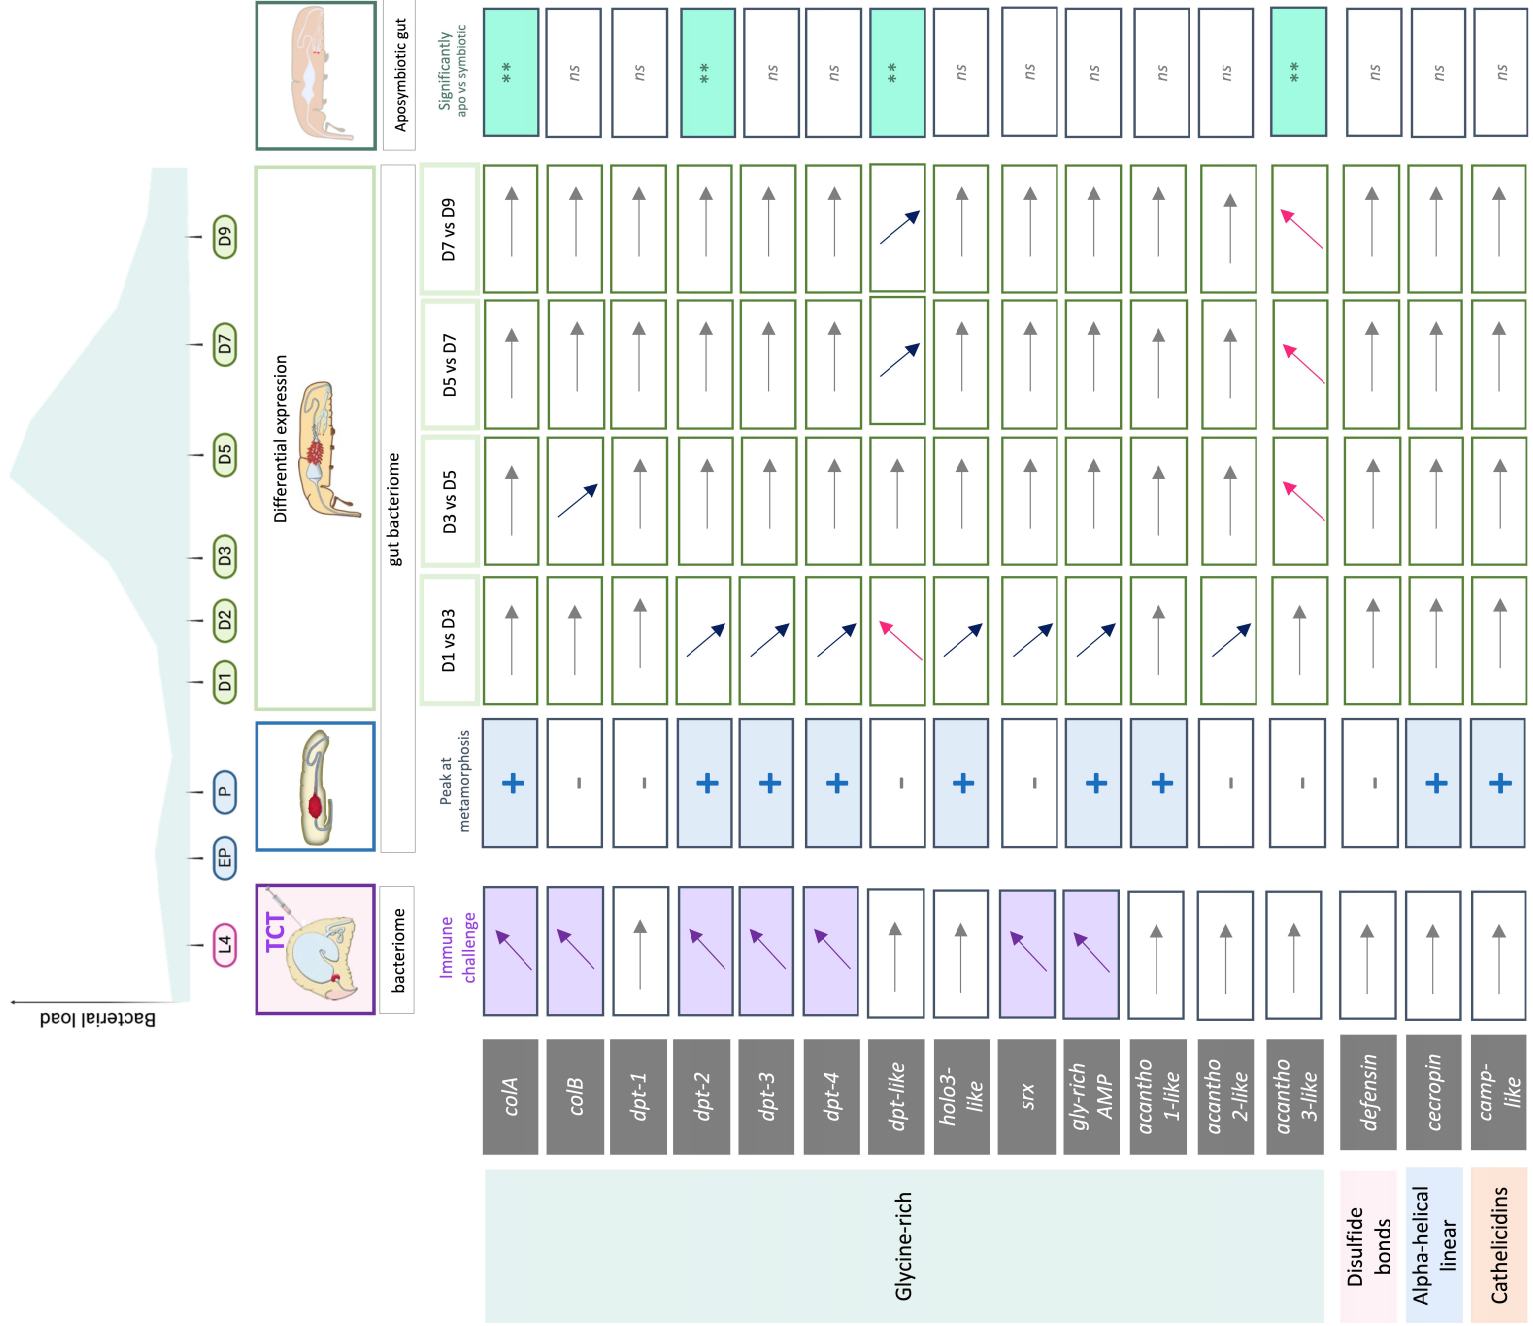 Bacterial load
L4 EP P D1 D2 D3 D5 D7 D9
TCT
Differential expression
bacteriome
gut bacteriome
Aposymbiotic gut
Immune
challenge
Peak at
metamorphosis
D1 vs D3
D3 vs D5
D5 vs D7
D7 vs D9
Significantly
apo vs symbiotic
Glycine-rich
colA + **
colB - ns
dpt-1 - ns
dpt-2 + **
dpt-3 + ns
dpt-4 + ns
dpt-like - **
holo3-
like + ns
srx - ns
gly-rich
AMP + ns
acantho
1-like + ns
acantho
2-like - ns
acantho
3-like - **
Disulfide
bonds
defensin - ns
Alpha-helical
linear
cecropin + ns
Cathelicidins
camp-
like + ns